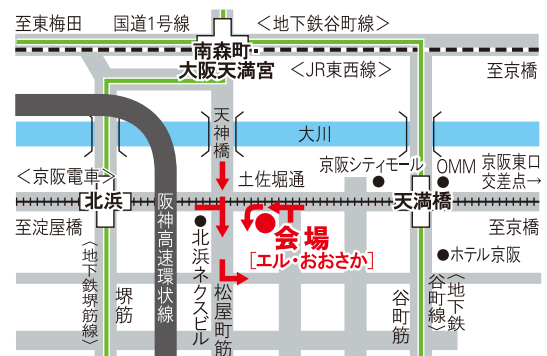 至東梅田
国道1号線
＜地下鉄谷町線＞
南森町・
大阪天満宮
＜JR東西線＞
至京橋
天神橋
大川
京阪シティモール
OMM
京阪東口
交差点→
＜京阪電車＞
土佐堀通
［北浜］
天満橋
至淀屋橋
阪神高速環状線
会場
［エル・おおさか］
至京橋
北浜ネクスビル
ホテル京阪
＜地下鉄
堺筋線＞
堺筋
松屋町筋
谷町筋
＜地下鉄
谷町線＞